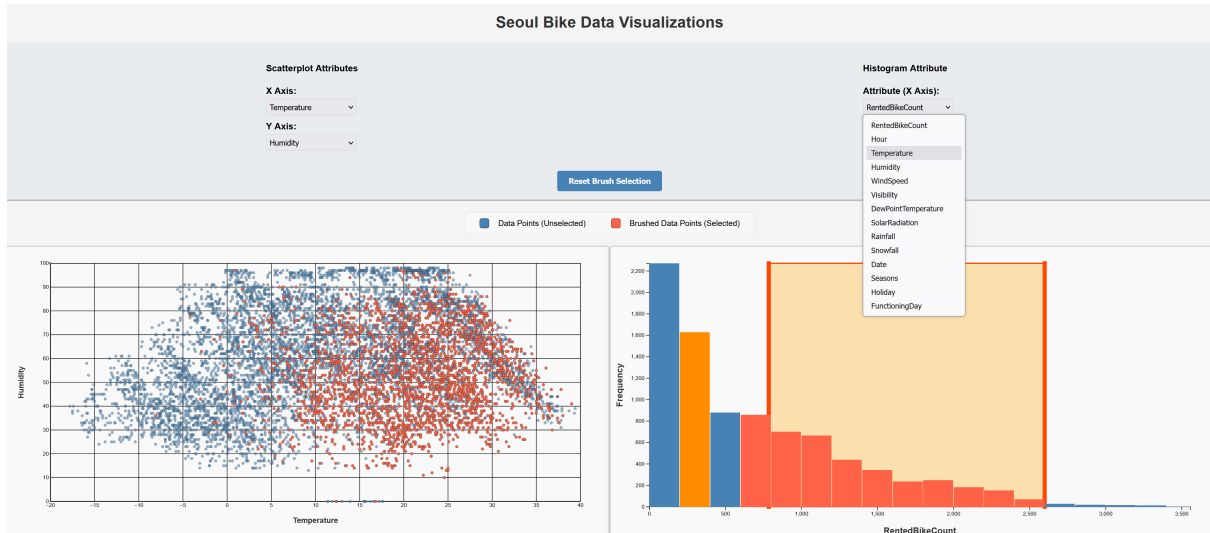 Seoul Bike Data Visualizations
Scatterplot Attributes
X Axis:
Temperature
Y Axis:
Humidity
Histogram Attribute
Attribute (X Axis):
RentedBikeCount
RentedBikeCount
Hour
Temperature
Humidity
WindSpeed
Visibility
DewPointTemperature
SolarRadiation
Rainfall
Snowfall
Date
Seasons
Holiday
FunctioningDay
Reset Brush Selection
Data Points (Unselected)
Brushed Data Points (Selected)
100
90
80
70
60
50
40
30
20
10
0
Humidity
−20 −15 −10 −5 0 5 10 15 20 25 30 35 40
Temperature
2,200
2,000
1,800
1,600
1,400
1,200
1,000
800
600
400
200
0
Frequency
0 500 1,000 1,500 2,000 2,500 3,000 3,500
RentedBikeCount